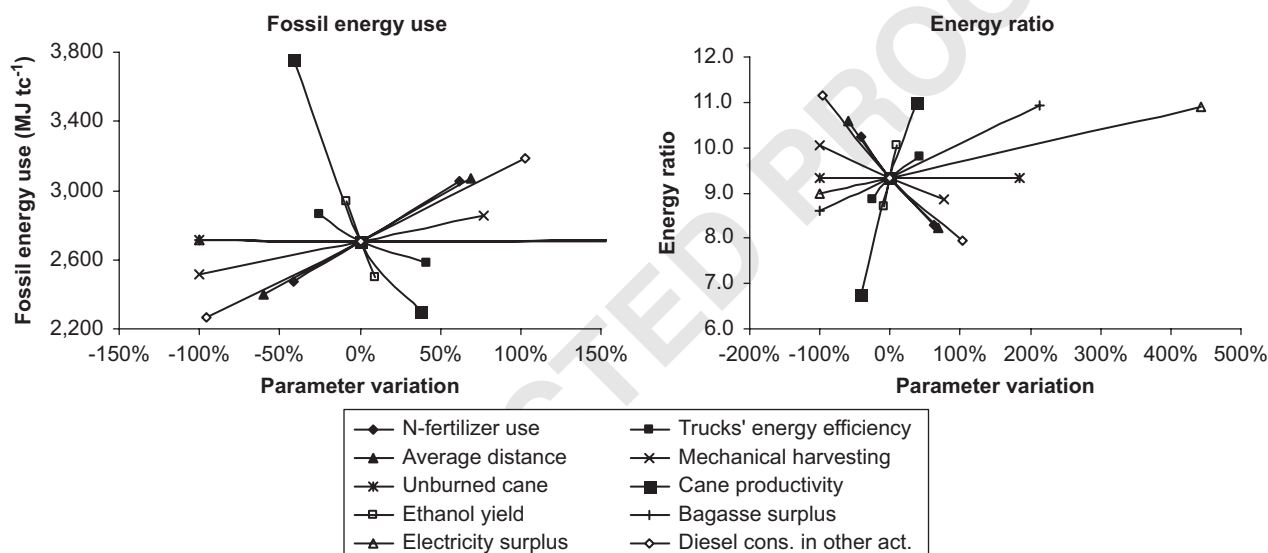 Fossil energy use
3,800
3,400
3,000
2,600
2,200
Fossil energy use (MJ tc-1)
-150% -100% -50% 0% 50% 100% 150%
Parameter variation
Energy ratio
12.0
11.0
10.0
9.0
8.0
7.0
6.0
Energy ratio
-200% -100% 0% 100% 200% 300% 400% 500%
Parameter variation
N-fertilizer use
Average distance
Unburned cane
Ethanol yield
Electricity surplus
Trucks' energy efficiency
Mechanical harvesting
Cane productivity
Bagasse surplus
Diesel cons. in other act.
CTED PROO